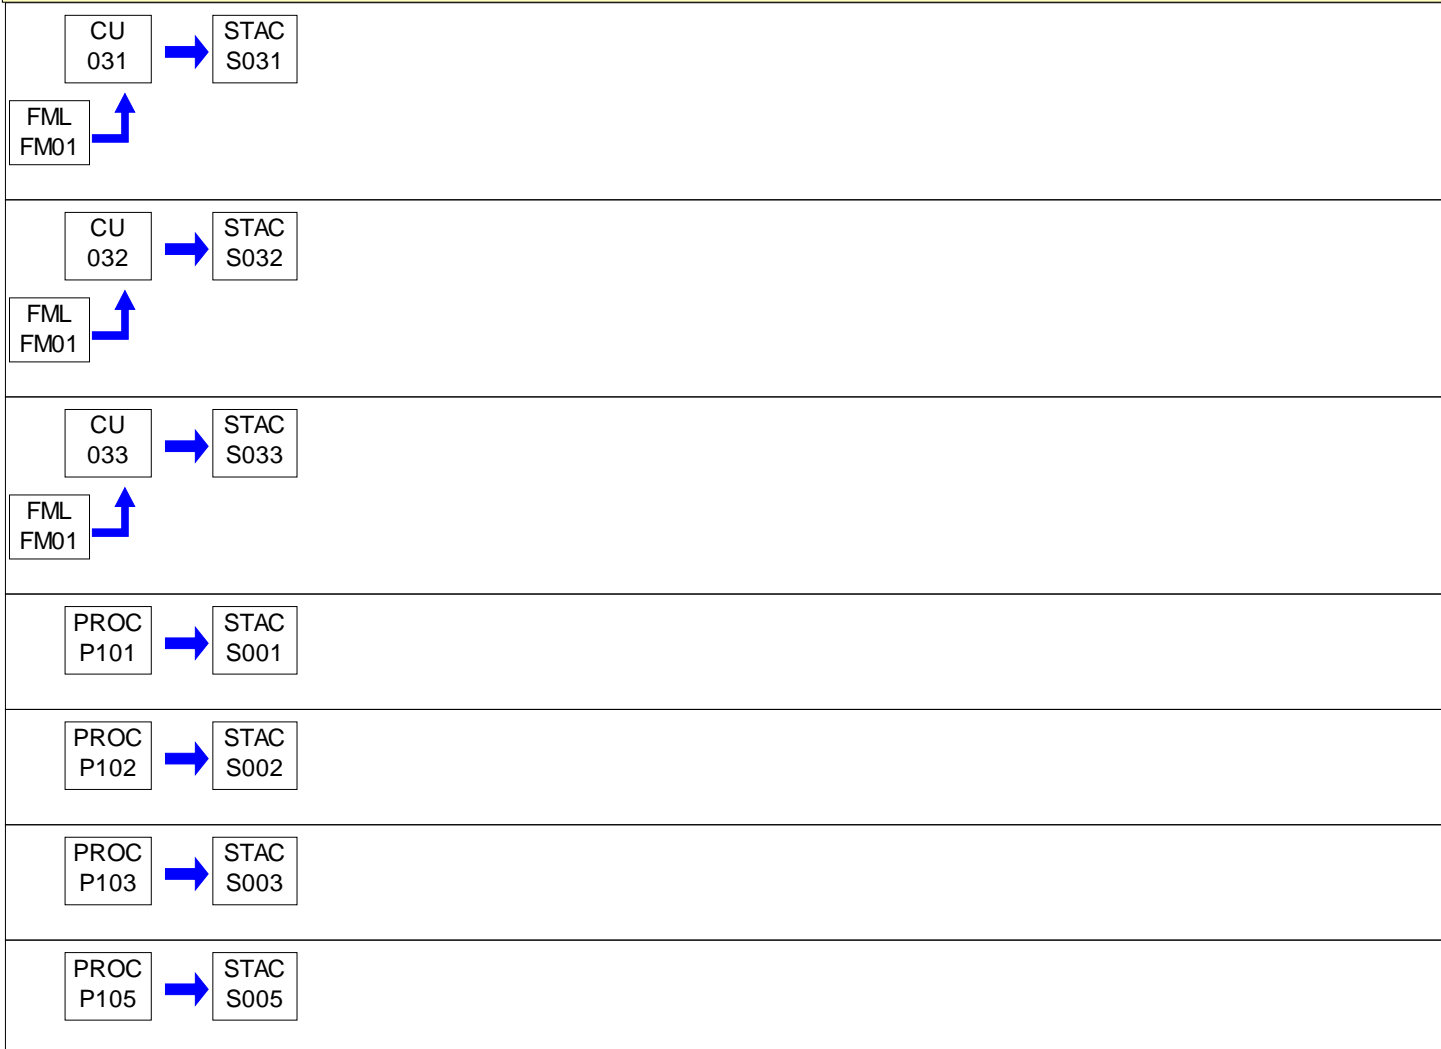 CU
031
STAC
S031
FML
FM01
CU
032
STAC
S032
FML
FM01
CU
033
STAC
S033
FML
FM01
PROC
P101
STAC
S001
PROC
P102
STAC
S002
PROC
P103
STAC
S003
PROC
P105
STAC
S005